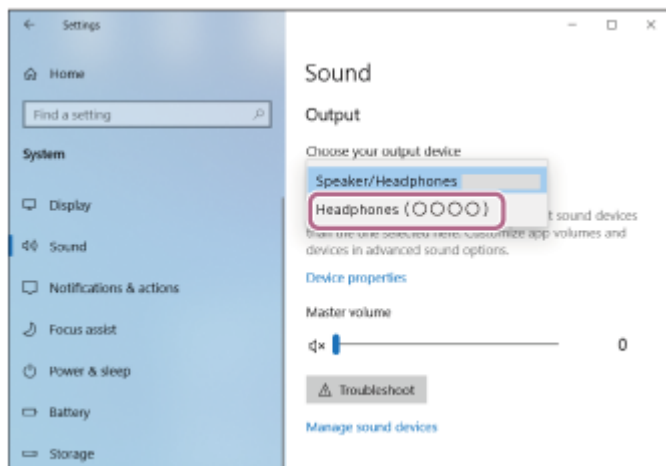 Settings
Home
Find a setting
System
Display
Sound
Notifications & actions
Focus assist
Power & sleep
Battery
Storage
Sound
Output
Choose your output device
Speaker/Headphones
Headphones (○○○○)
t sound devices
than the one selected here. Customize app volumes and
devices in advanced sound options.
Device properties
Master volume
0
Troubleshoot
Manage sound devices